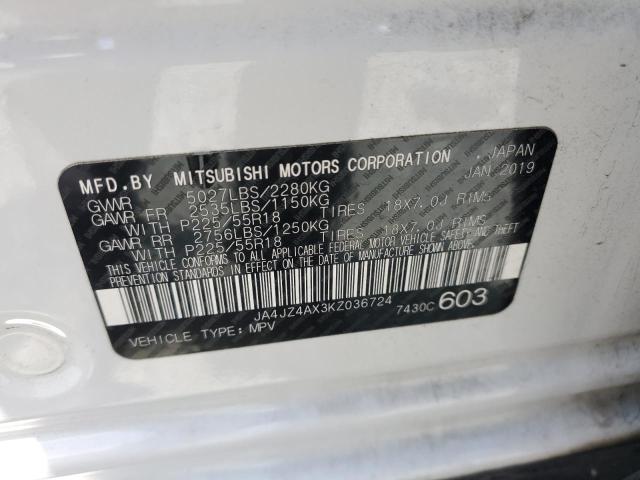 MFD.BY MITSUBISHI MOTORS CORPORATION , JAPAN
GVWR 5027LBS/2280KG JAN.2019
GAWR FR 2535LBS/1150KG
WITH P225/55R18 TIRES 18X7.0J RIMS
GAWR RR 2756LBS/1250KG
WITH P225/55R18 TIRES 18X7.0J RIMS
THIS VEHICLE CONFORMS TO ALL APPLICABLE FEDERAL MOTOR VEHICLE SAFETY AND THEFT
PREVENTION STANDARDS IN EFFECT ON THE DATE OF MANUFACTURE SHOWN ABOVE.
JA4JZ4AX3KZ036724 7430C 603
VEHICLE TYPE: MPV